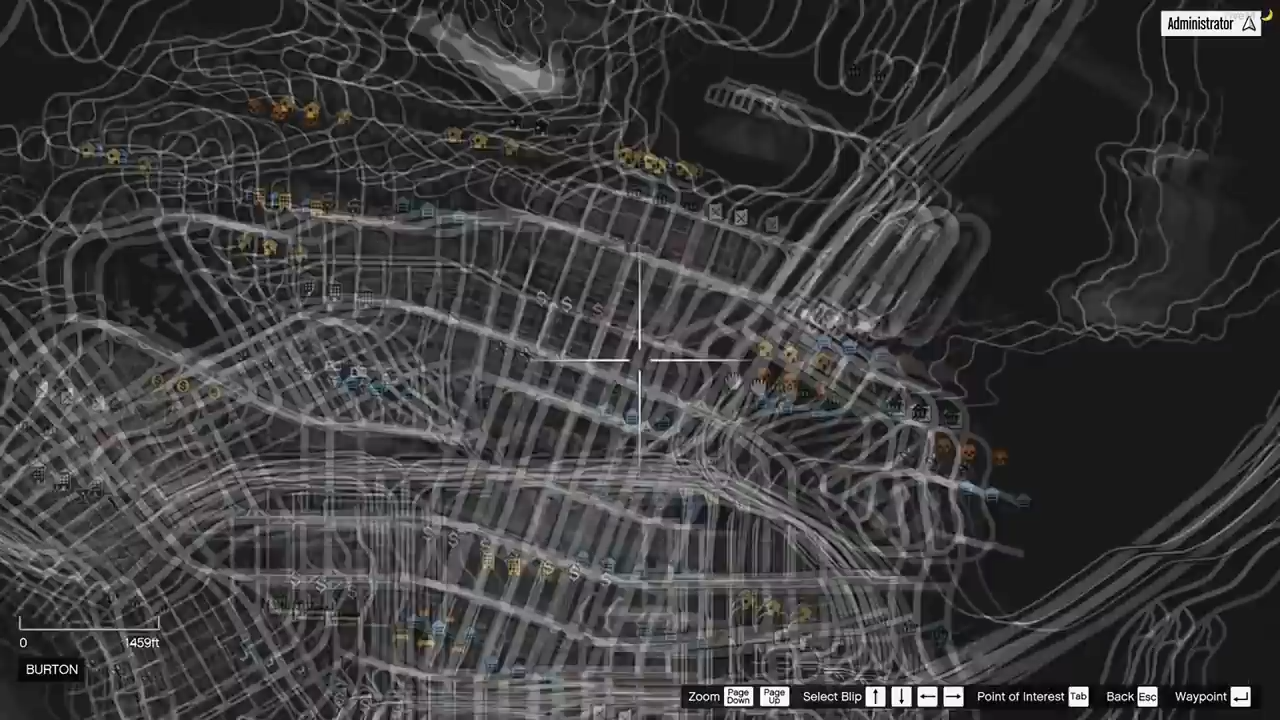 Administrator
0 1459ft
BURTON
Zoom Page Down Page Up Select Blip ↑ ↓ ← → Point of Interest Tab Back Esc Waypoint